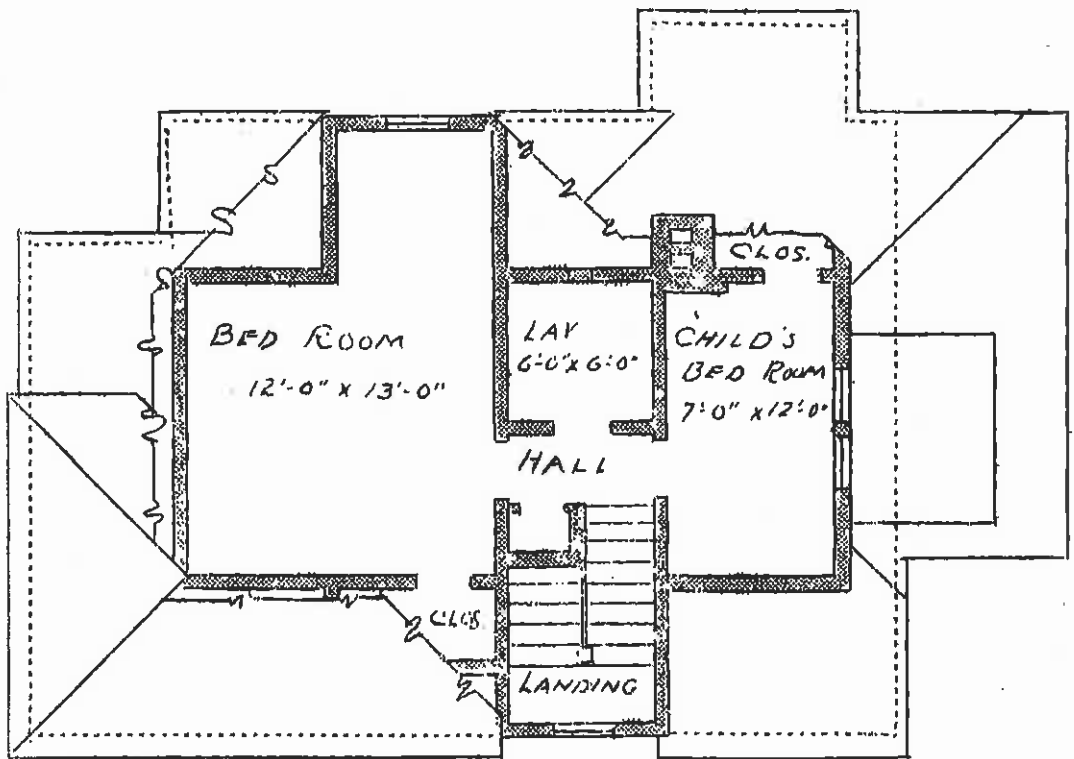 CLOS.
BED ROOM
12'-0" x 13'-0"
LAV
6'-0" x 6'-0"
CHILD'S
BED ROOM
7'-0" x 12'-0"
HALL
CLOS.
LANDING